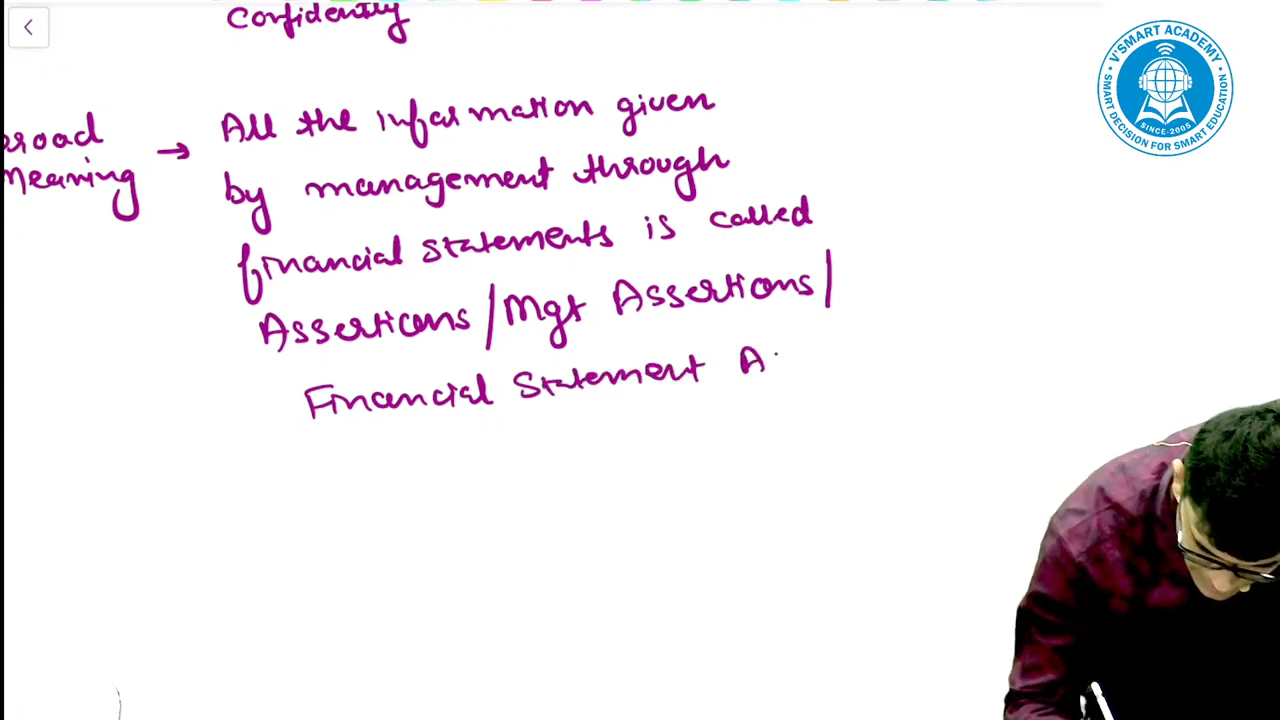 Confidently
broad
Meaning → All the information given
by management through
financial statements is called
Assertions/Mgt Assertions/
Financial Statement A
V'SMART ACADEMY
SMART DECISION FOR SMART EDUCATION
SINCE-2005